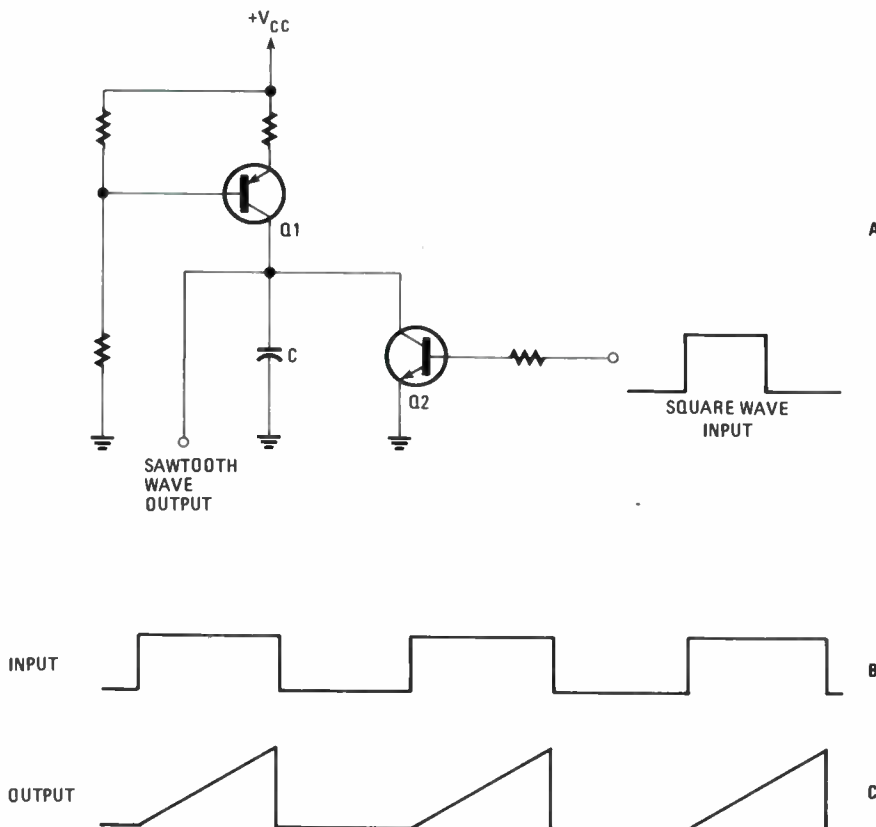 +VCC
Q1
A
C
Q2
SQUARE WAVE
INPUT
SAWTOOTH
WAVE
OUTPUT
INPUT
B
OUTPUT
C